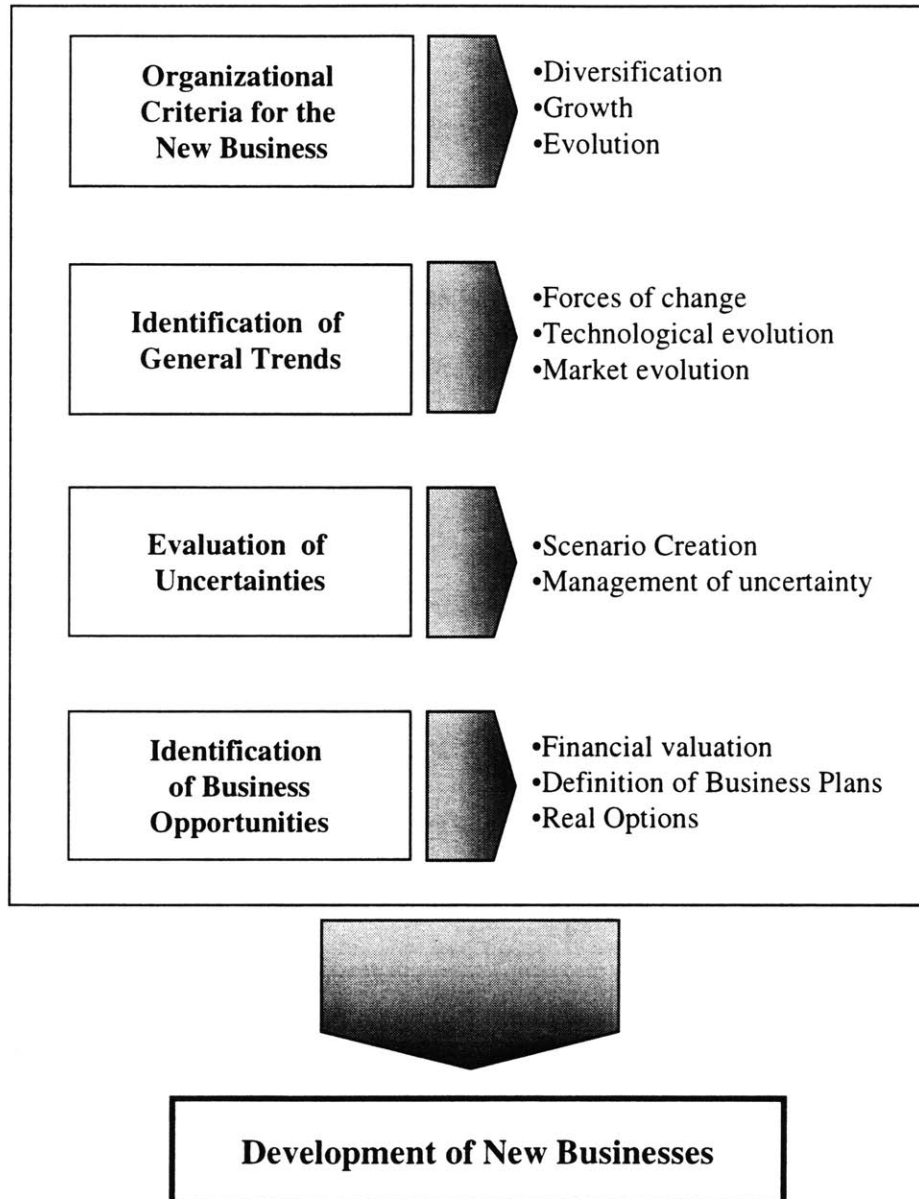 Organizational
Criteria for the
New Business
•Diversification
•Growth
•Evolution
Identification of
General Trends
•Forces of change
•Technological evolution
•Market evolution
Evaluation of
Uncertainties
•Scenario Creation
•Management of uncertainty
Identification
of Business
Opportunities
•Financial valuation
•Definition of Business Plans
•Real Options
Development of New Businesses